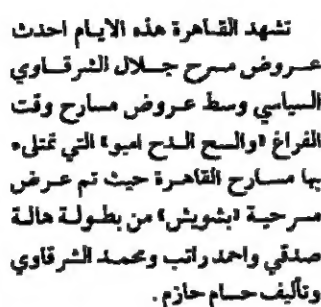 تشهد القاهرة هذه الايام احدث
عروض مسرح جلال الشرقاوي
السياسي وسط عروض مسارح وقت
الفراغ «والسح الدح امبو» التي تمتلء
بها مسارح القاهرة حيث تم عرض
مسرحية «بشويش» من بطولة هالة
صدقي واحمد راتب ومحمد الشرقاوي
وتأليف حسام حازم.